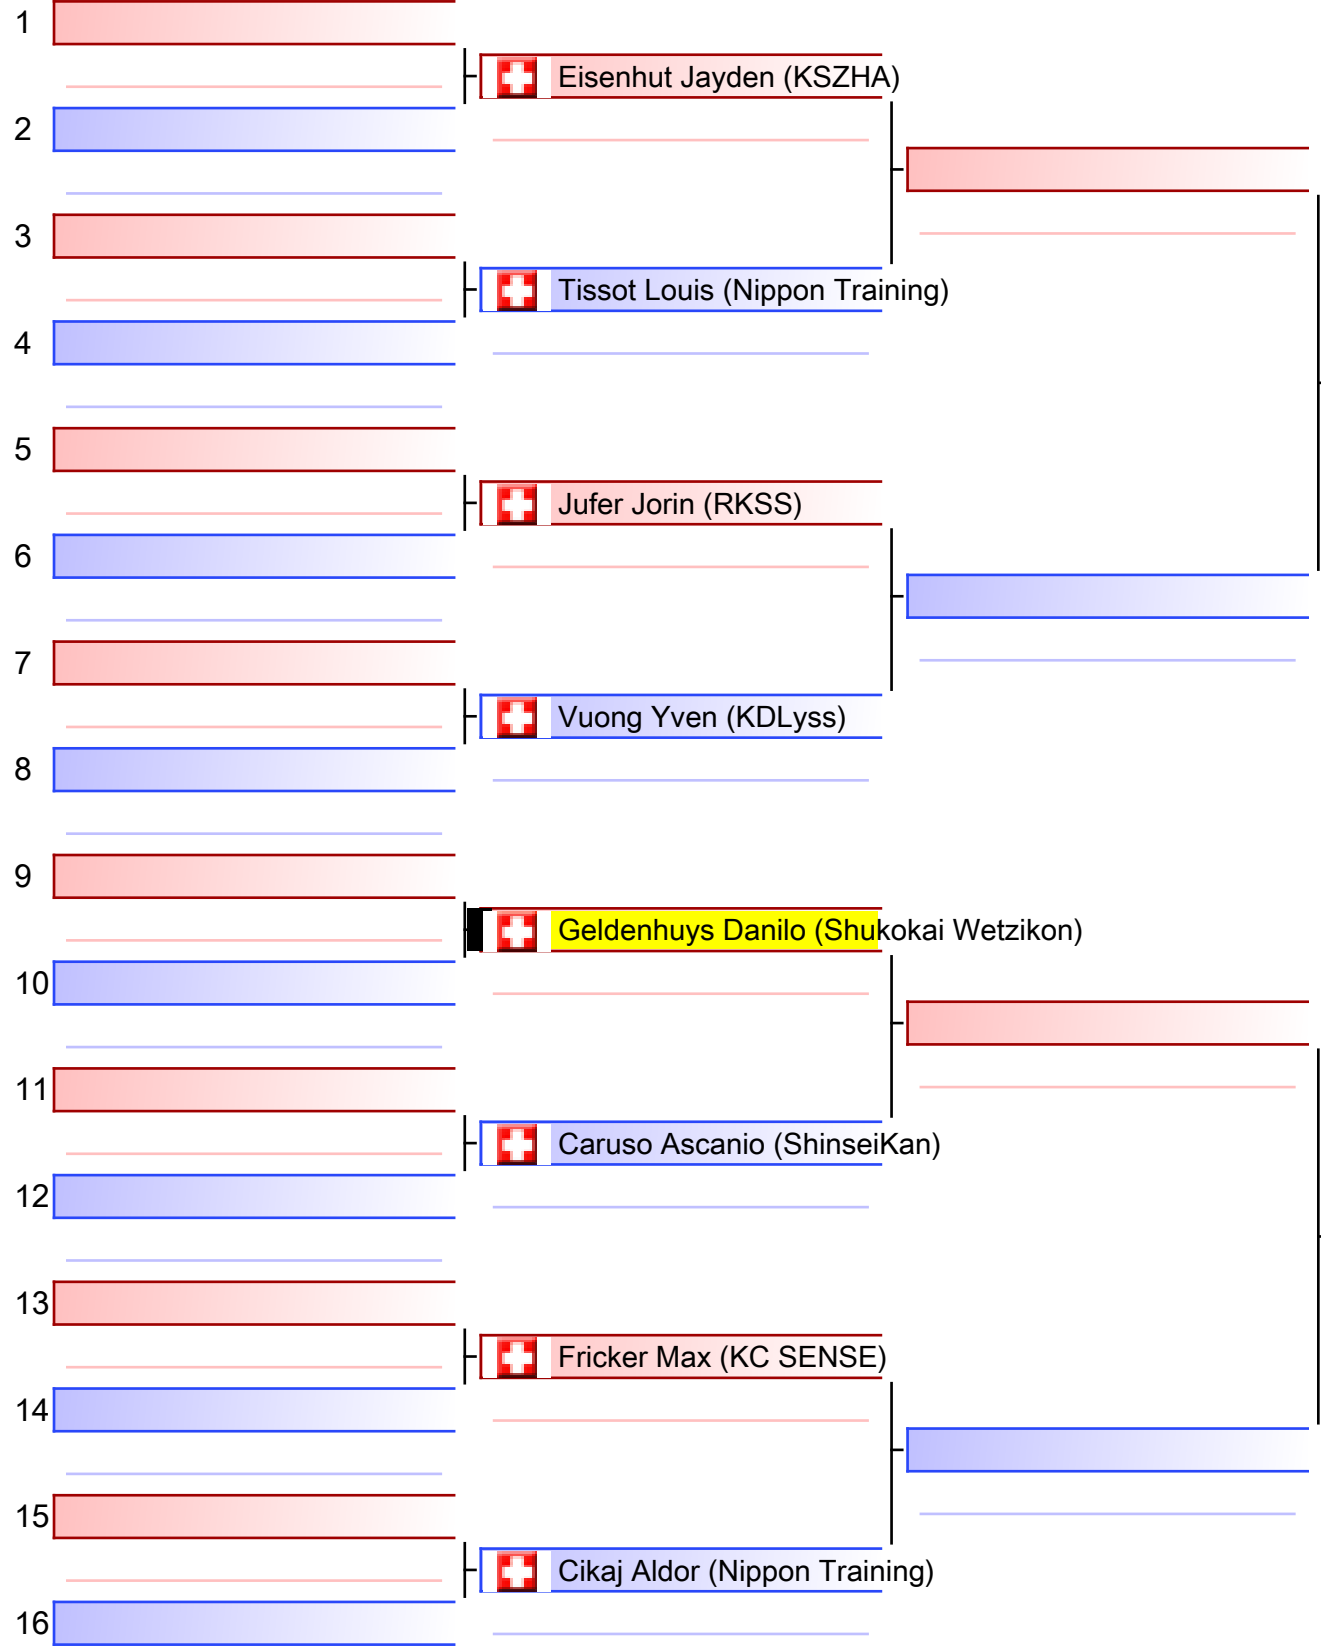 1
Eisenhut Jayden (KSZHA)
2
3
Tissot Louis (Nippon Training)
4
5
Jufer Jorin (RKSS)
6
7
Vuong Yven (KDLyss)
8
9
Geldenhuys Danilo (Shukokai Wetzikon)
10
11
Caruso Ascanio (ShinseiKan)
12
13
Fricker Max (KC SENSE)
14
15
Cikaj Aldor (Nippon Training)
16